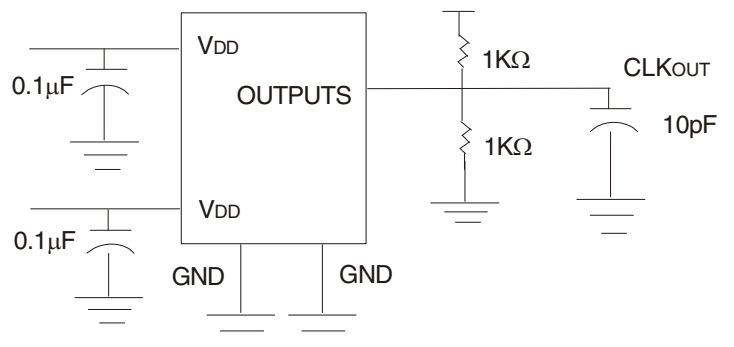 VDD
1KΩ
CLKOUT
0.1μF
OUTPUTS
10pF
1KΩ
VDD
0.1μF
GND
GND